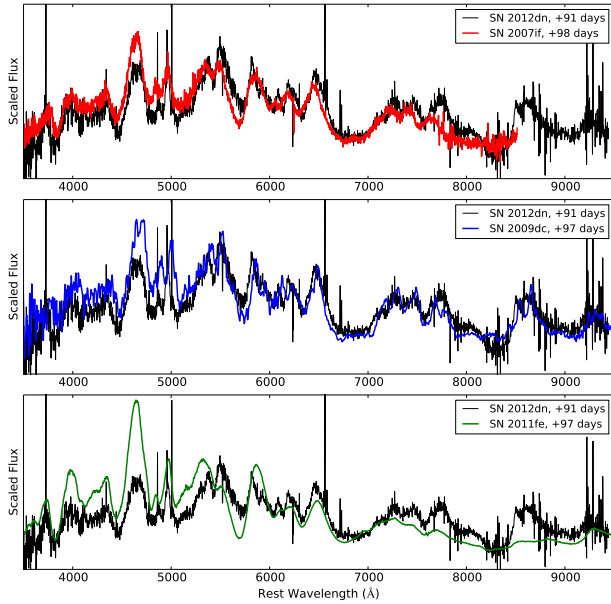 SN 2012dn, +91 days
SN 2007if, +98 days
Scaled Flux
4000 5000 6000 7000 8000 9000
SN 2012dn, +91 days
SN 2009dc, +97 days
Scaled Flux
4000 5000 6000 7000 8000 9000
SN 2012dn, +91 days
SN 2011fe, +97 days
Scaled Flux
4000 5000 6000 7000 8000 9000
Rest Wavelength (Å)